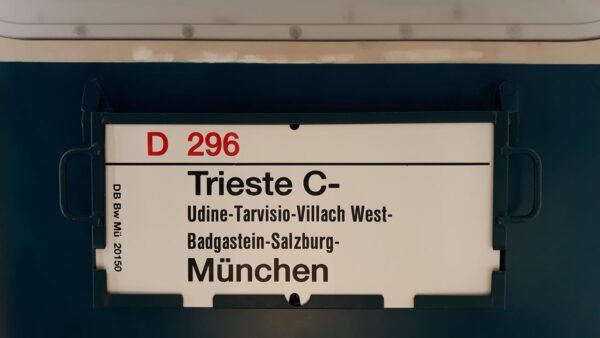 D 296
Trieste C-
Udine-Tarvisio-Villach West-
Badgastein-Salzburg-
München
DB Bw Mü 20150